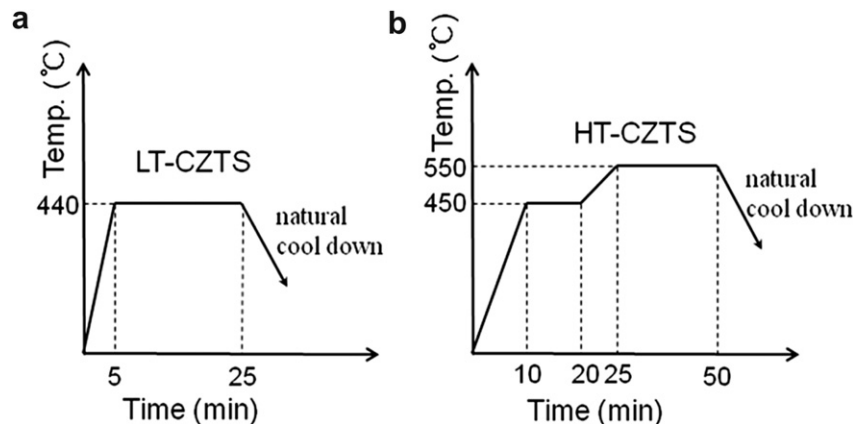 a
Temp. (℃)
LT-CZTS
440
natural
cool down
5
25
Time (min)
b
Temp. (℃)
HT-CZTS
550
450
natural
cool down
10
20
25
50
Time (min)